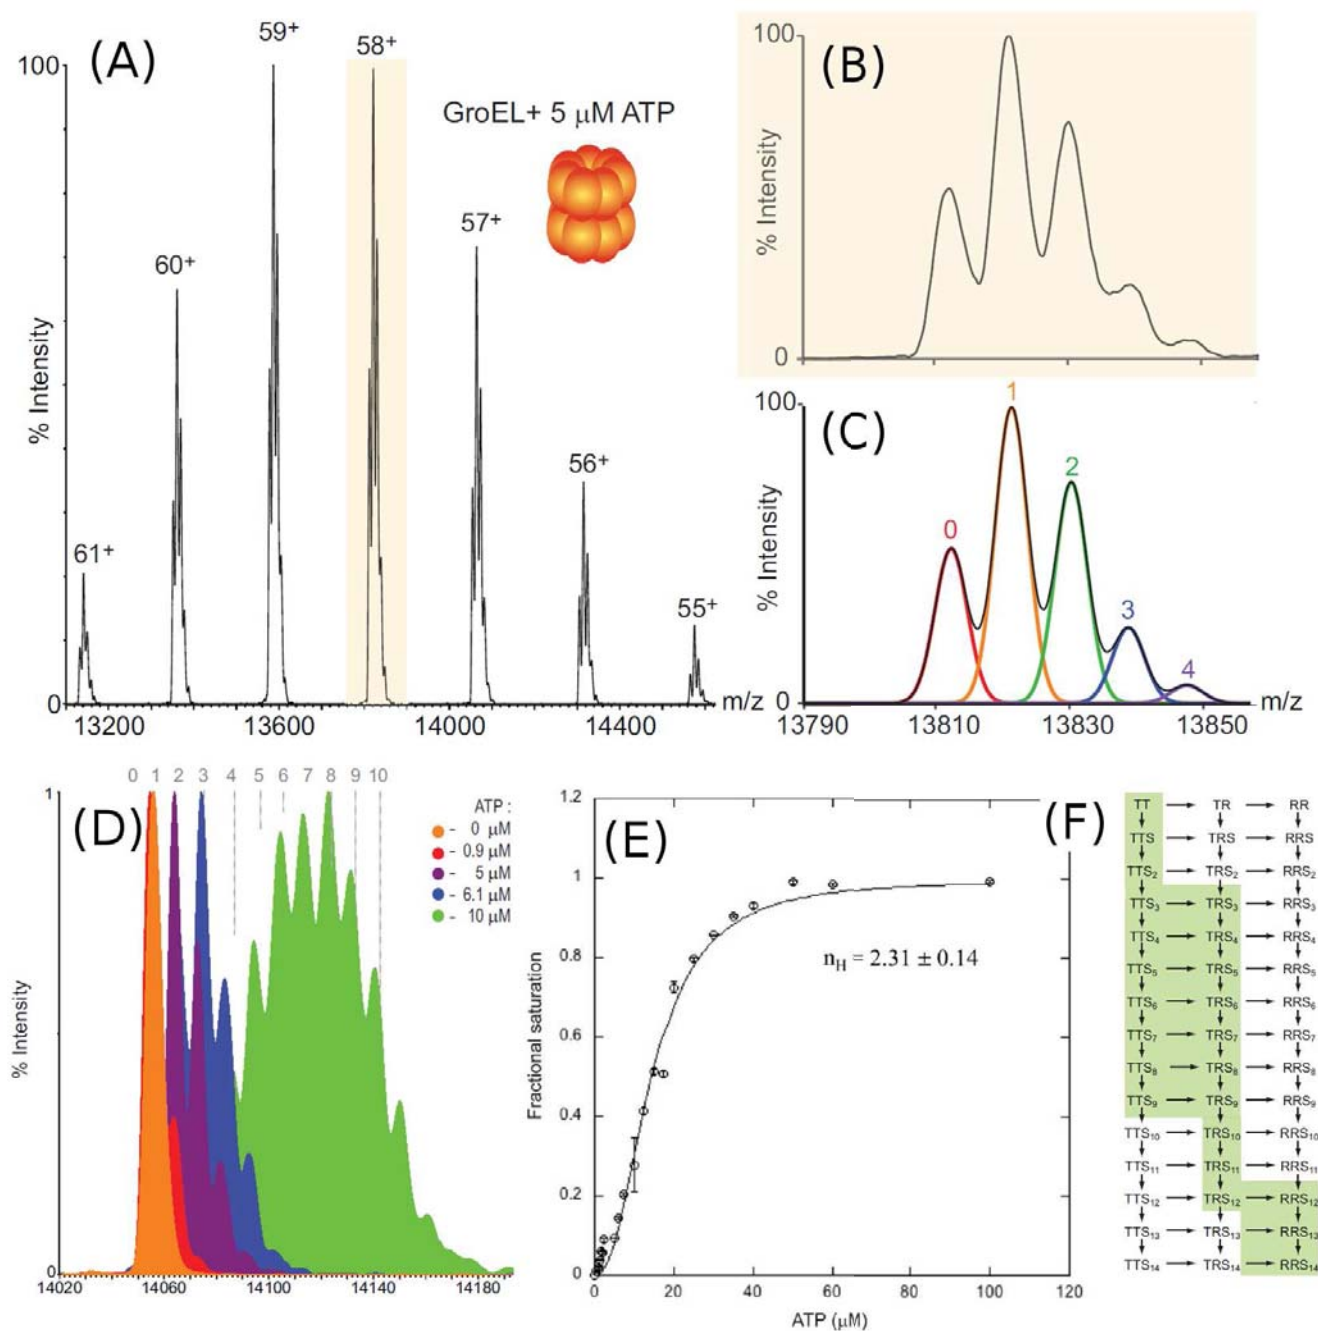 (A)
59⁺
58⁺
100
GroEL+ 5 μM ATP
60⁺
57⁺
% Intensity
56⁺
61⁺
55⁺
0
m/z
13200
13600
14000
14400
100
(B)
% Intensity
0
100
(C)
1
2
0
% Intensity
3
4
0
m/z
13790
13810
13830
13850
0 1 2 3 4 5 6 7 8 9 10
1
(D)
ATP :
- 0 μM
- 0.9 μM
- 5 μM
- 6.1 μM
- 10 μM
% Intensity
0
14020
14060
14100
14140
14180
1.2
(E)
1
0.8
n_H = 2.31 ± 0.14
Fractional saturation
0.6
0.4
0.2
0
0 20 40 60 80 100 120
ATP (μM)
(F)
TT TR RR
TTS TRS RRS
TTS₂ TRS₂ RRS₂
TTS₃ TRS₃ RRS₃
TTS₄ TRS₄ RRS₄
TTS₅ TRS₅ RRS₅
TTS₆ TRS₆ RRS₆
TTS₇ TRS₇ RRS₇
TTS₈ TRS₈ RRS₈
TTS₉ TRS₉ RRS₉
TTS₁₀ TRS₁₀ RRS₁₀
TTS₁₁ TRS₁₁ RRS₁₁
TTS₁₂ TRS₁₂ RRS₁₂
TTS₁₃ TRS₁₃ RRS₁₃
TTS₁₄ TRS₁₄ RRS₁₄